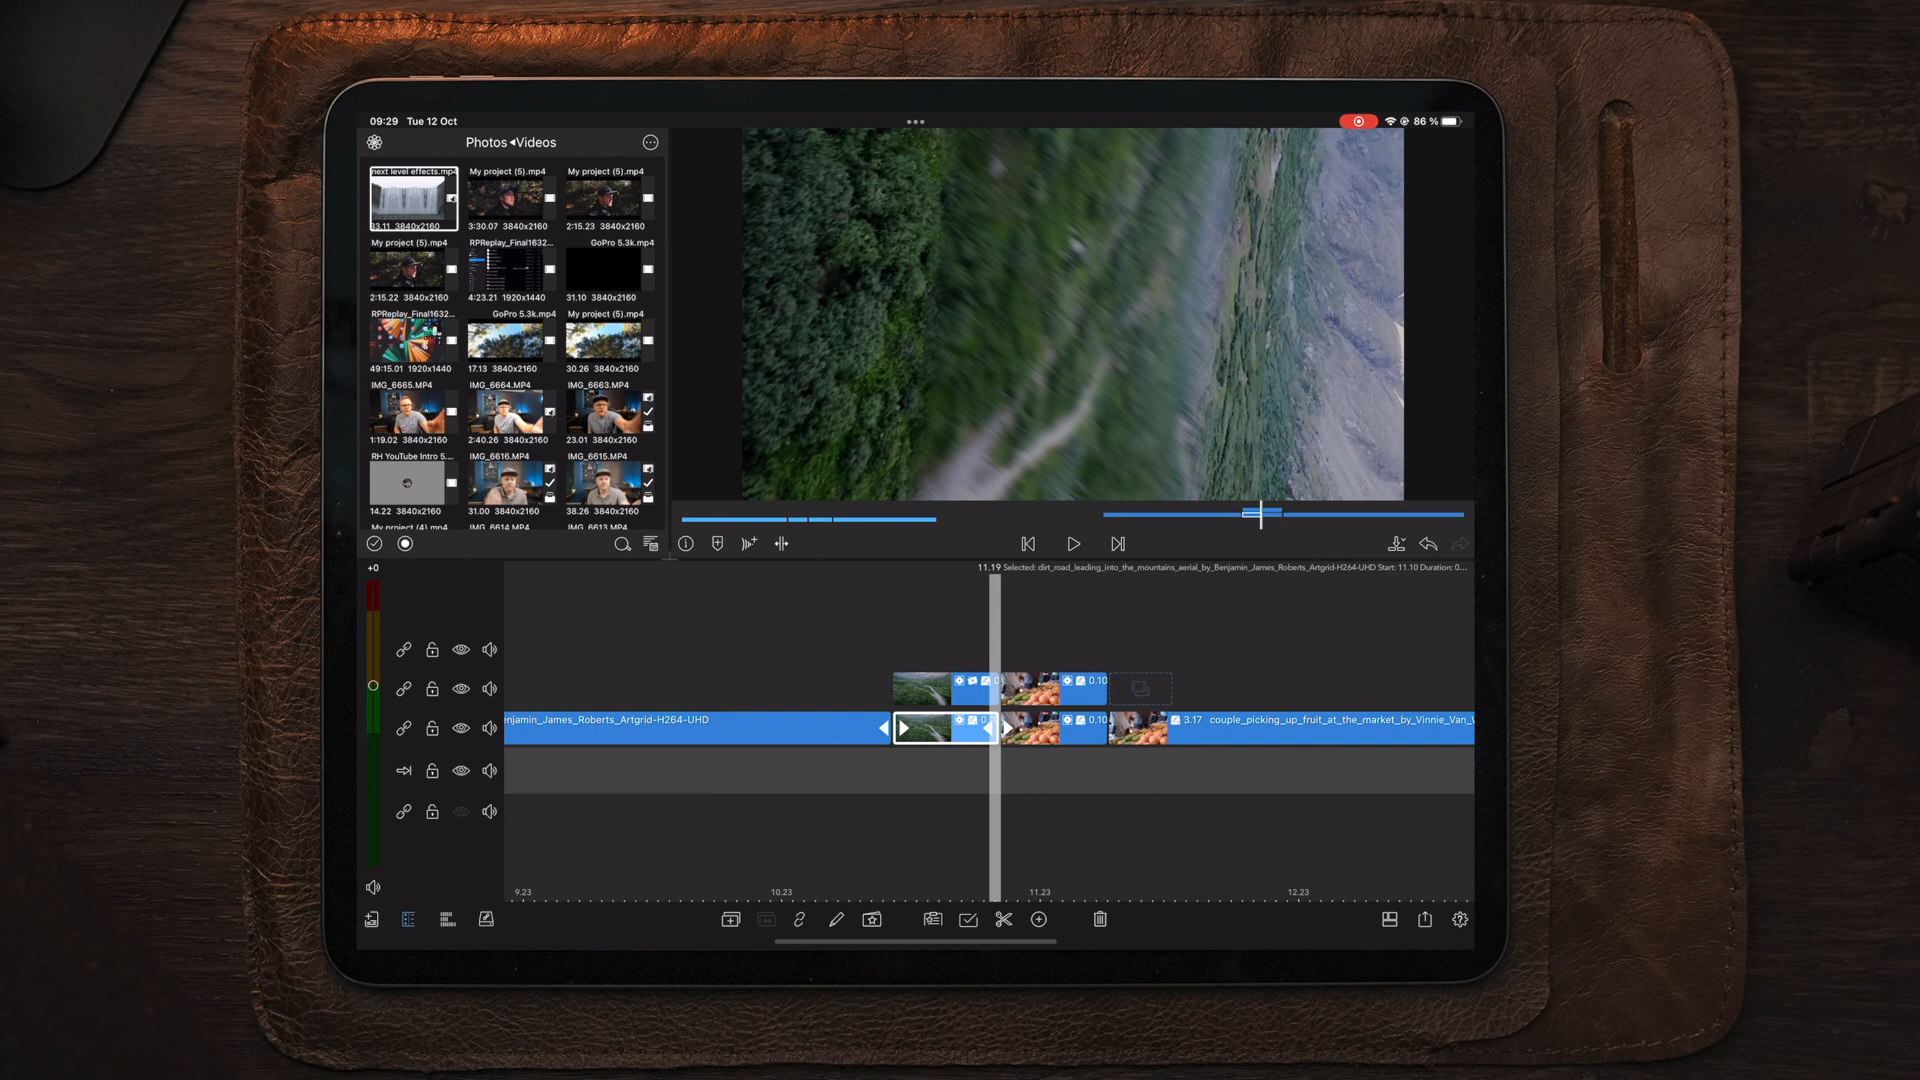 09:29 Tue 12 Oct
86 %
Photos Videos
next level effects.mp4
My project (5).mp4
My project (5).mp4
33.11 3840x2160
3:30.07 3840x2160
2:15.23 3840x2160
My project (5).mp4
RPReplay_Final1632...
GoPro 5.3k.mp4
2:15.22 3840x2160
4:23.21 1920x1440
31.10 3840x2160
RPReplay_Final1632...
GoPro 5.3k.mp4
My project (5).mp4
49:15.01 1920x1440
17.13 3840x2160
30.26 3840x2160
IMG_6665.MP4
IMG_6664.MP4
IMG_6663.MP4
1:19.02 3840x2160
2:40.26 3840x2160
23.01 3840x2160
RH YouTube Intro 5....
IMG_6616.MP4
IMG_6615.MP4
14.22 3840x2160
31.00 3840x2160
38.26 3840x2160
My project (4).mp4
IMG_6614.MP4
IMG_6613.MP4
+0
11.19 Selected: dirt_road_leading_into_the_mountains_aerial_by_Benjamin_James_Roberts_Artgrid-H264-UHD Start: 11.10 Duration: 0...
0.10
enjamin_James_Roberts_Artgrid-H264-UHD
0.10
3.17 couple_picking_up_fruit_at_the_market_by_Vinnie_Van_
9.23
10.23
11.23
12.23